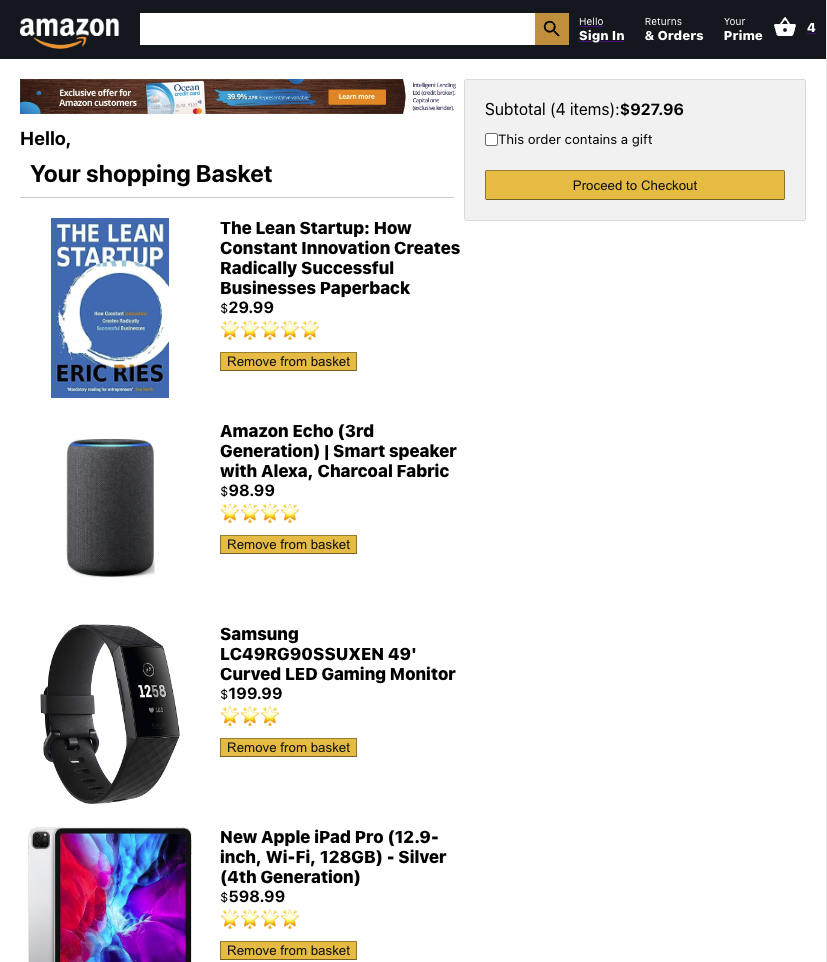 amazon
Hello
Sign In
Returns
& Orders
Your
Prime
4
Exclusive offer for
Amazon customers
Ocean
credit card
39.9% APR Representative variable
Learn more
Intelligent Lending
Ltd (credit broker).
Capital one
(exclusive lender).
Subtotal (4 items):$927.96
This order contains a gift
Proceed to Checkout
Hello,
Your shopping Basket
THE LEAN
STARTUP
How Constant Innovation
Creates Radically
Successful Businesses
ERIC RIES
The Lean Startup: How
Constant Innovation Creates
Radically Successful
Businesses Paperback
$29.99
Remove from basket
Amazon Echo (3rd
Generation) | Smart speaker
with Alexa, Charcoal Fabric
$98.99
Remove from basket
1258
Samsung
LC49RG90SSUXEN 49'
Curved LED Gaming Monitor
$199.99
Remove from basket
New Apple iPad Pro (12.9-
inch, Wi-Fi, 128GB) - Silver
(4th Generation)
$598.99
Remove from basket